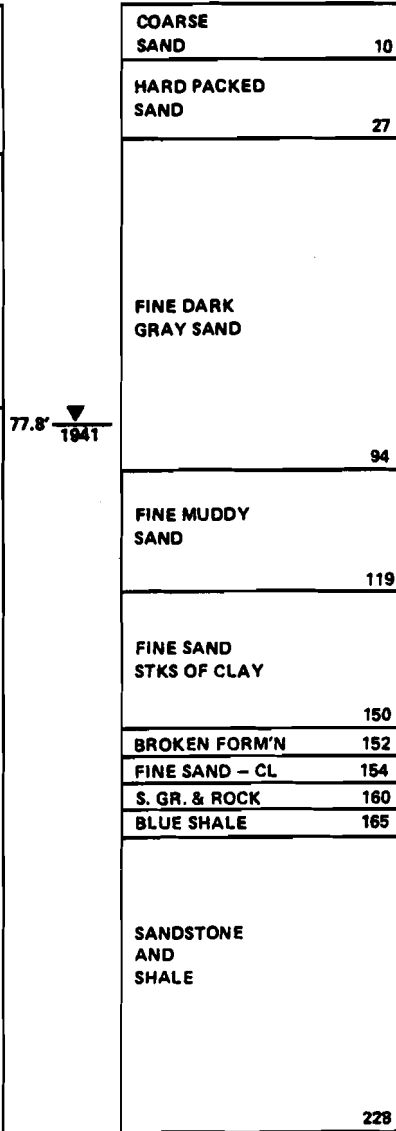 COARSE
SAND 10
HARD PACKED
SAND
27
FINE DARK
GRAY SAND
77.8' 1941
94
FINE MUDDY
SAND
119
FINE SAND
STKS OF CLAY
150
BROKEN FORM'N 152
FINE SAND – CL 154
S. GR. & ROCK 160
BLUE SHALE 165
SANDSTONE
AND
SHALE
228